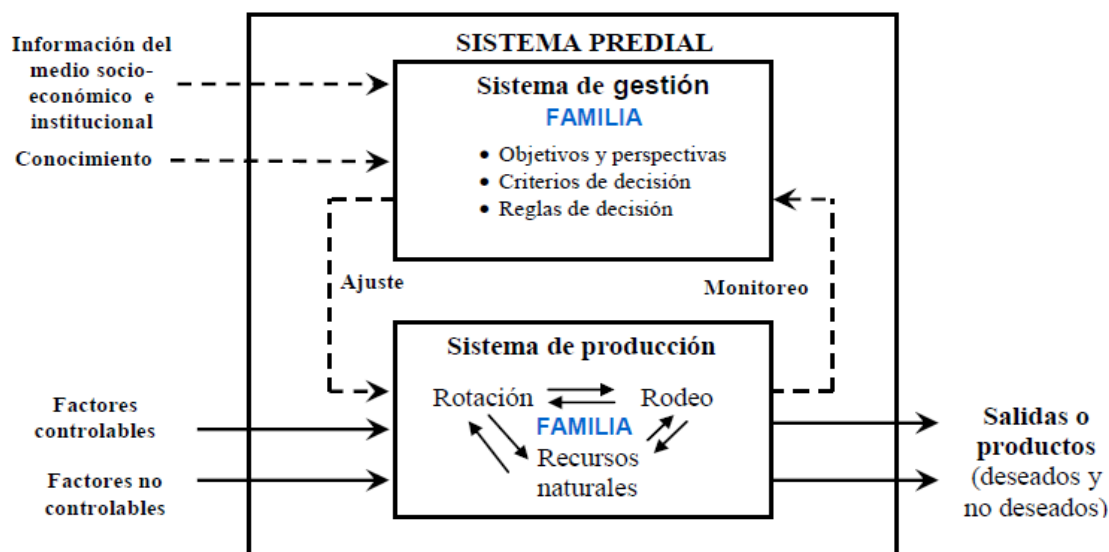 SISTEMA PREDIAL
Información del
medio socio-
económico e
institucional
Conocimiento
Sistema de gestión
FAMILIA
• Objetivos y perspectivas
• Criterios de decisión
• Reglas de decisión
Ajuste
Monitoreo
Sistema de producción
Rotación
Rodeo
FAMILIA
Recursos
naturales
Factores
controlables
Factores no
controlables
Salidas o
productos
(deseados y
no deseados)